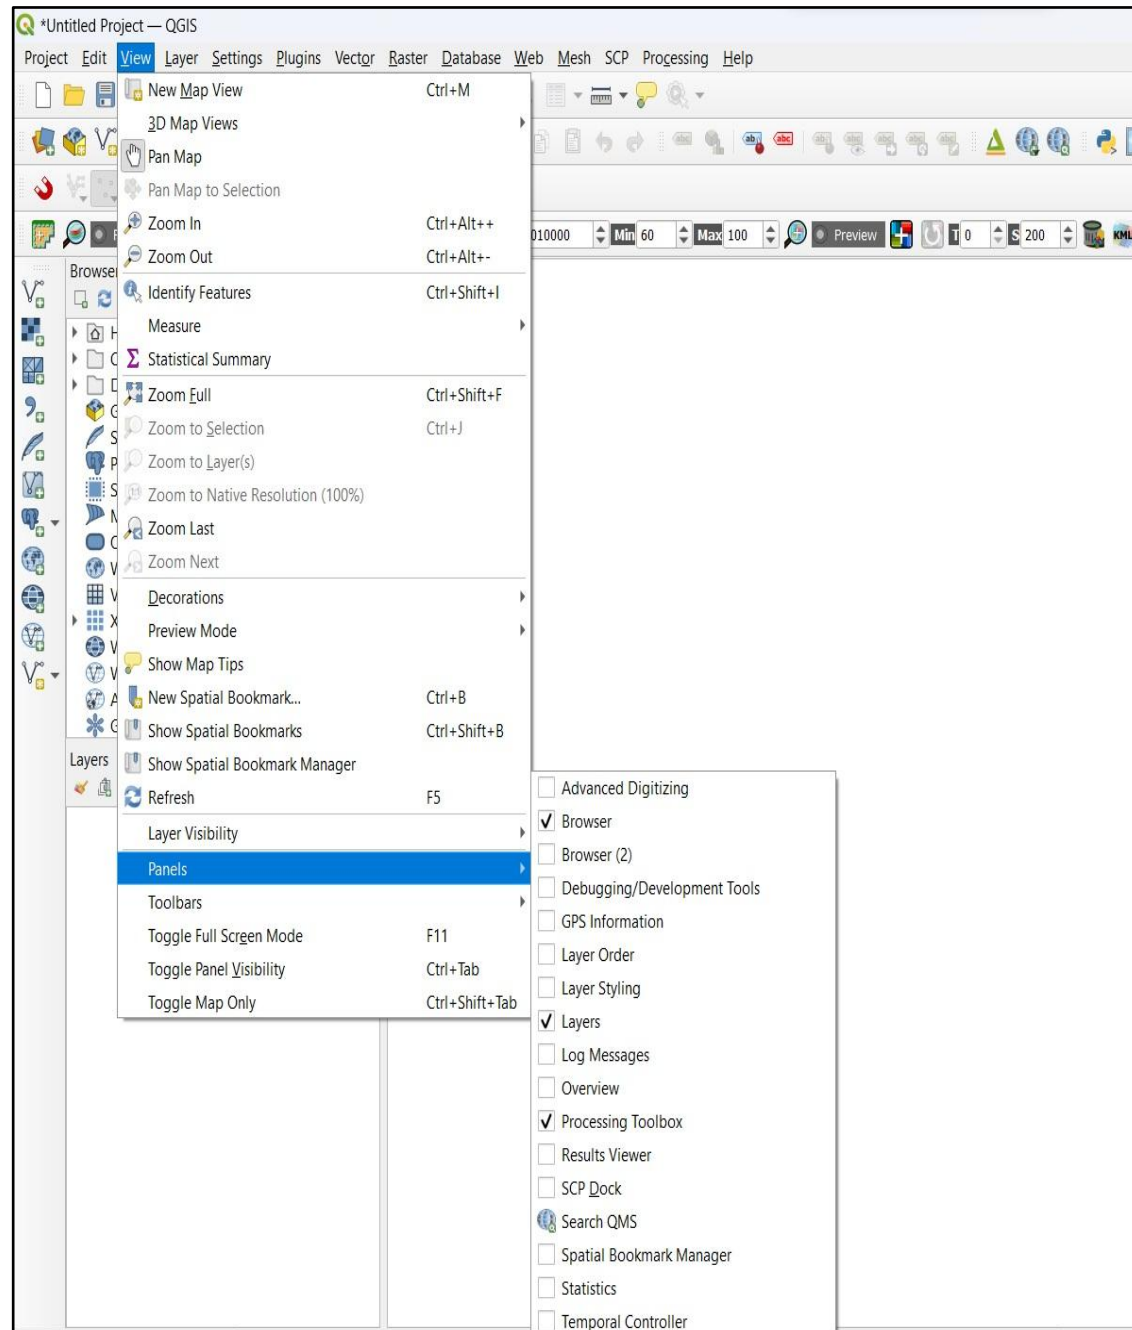 *Untitled Project — QGIS
Project Edit View Layer Settings Plugins Vector Raster Database Web Mesh SCP Processing Help
New Map View Ctrl+M
3D Map Views
Pan Map
Pan Map to Selection
Zoom In Ctrl+Alt++
010000 Min 60 Max 100 Preview T 0 S 200 KML
Zoom Out Ctrl+Alt+-
Browser
Identify Features Ctrl+Shift+I
Measure
Statistical Summary
Zoom Full Ctrl+Shift+F
Zoom to Selection Ctrl+J
Zoom to Layer(s)
Zoom to Native Resolution (100%)
Zoom Last
Zoom Next
Decorations
Preview Mode
Show Map Tips
New Spatial Bookmark... Ctrl+B
Show Spatial Bookmarks Ctrl+Shift+B
Layers
Show Spatial Bookmark Manager
Refresh F5
Layer Visibility
Panels
Toolbars
Toggle Full Screen Mode F11
Toggle Panel Visibility Ctrl+Tab
Toggle Map Only Ctrl+Shift+Tab
Advanced Digitizing
Browser
Browser (2)
Debugging/Development Tools
GPS Information
Layer Order
Layer Styling
Layers
Log Messages
Overview
Processing Toolbox
Results Viewer
SCP Dock
Search QMS
Spatial Bookmark Manager
Statistics
Temporal Controller